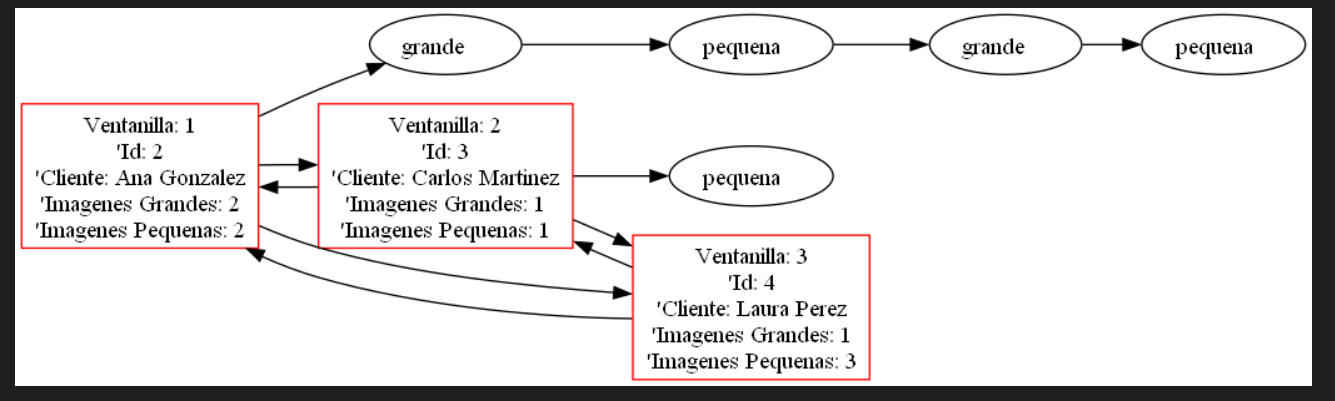 grande
pequena
grande
pequena
Ventanilla: 1
'Id: 2
'Cliente: Ana Gonzalez
'Imagenes Grandes: 2
'Imagenes Pequenas: 2
Ventanilla: 2
'Id: 3
'Cliente: Carlos Martinez
'Imagenes Grandes: 1
'Imagenes Pequenas: 1
pequena
Ventanilla: 3
'Id: 4
'Cliente: Laura Perez
'Imagenes Grandes: 1
'Imagenes Pequenas: 3